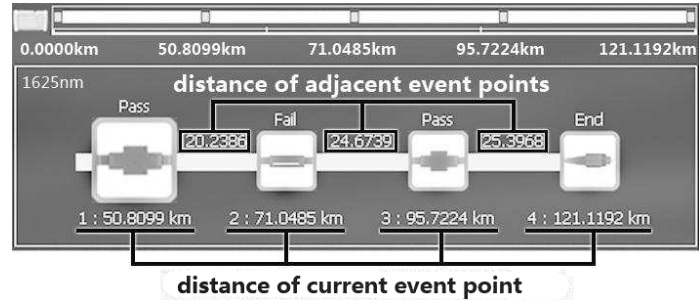 0.0000km 50.8099km 71.0485km 95.7224km 121.1192km
1625nm
distance of adjacent event points
Pass Fail Pass End
20.2386 24.6739 25.3968
1 : 50.8099 km 2 : 71.0485 km 3 : 95.7224 km 4 : 121.1192 km
distance of current event point